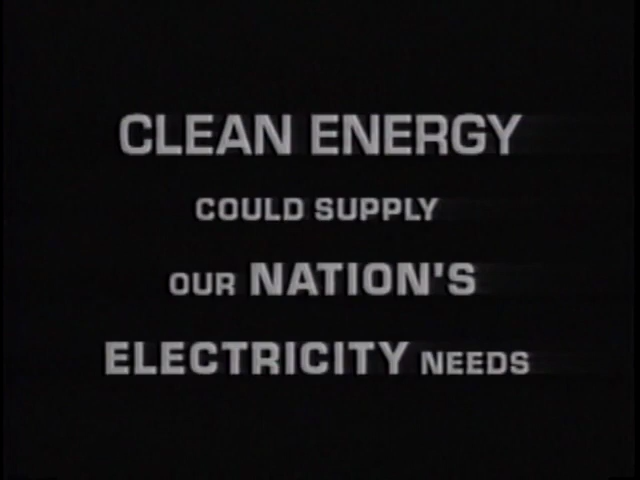 CLEAN ENERGY
COULD SUPPLY
OUR NATION'S
ELECTRICITY NEEDS